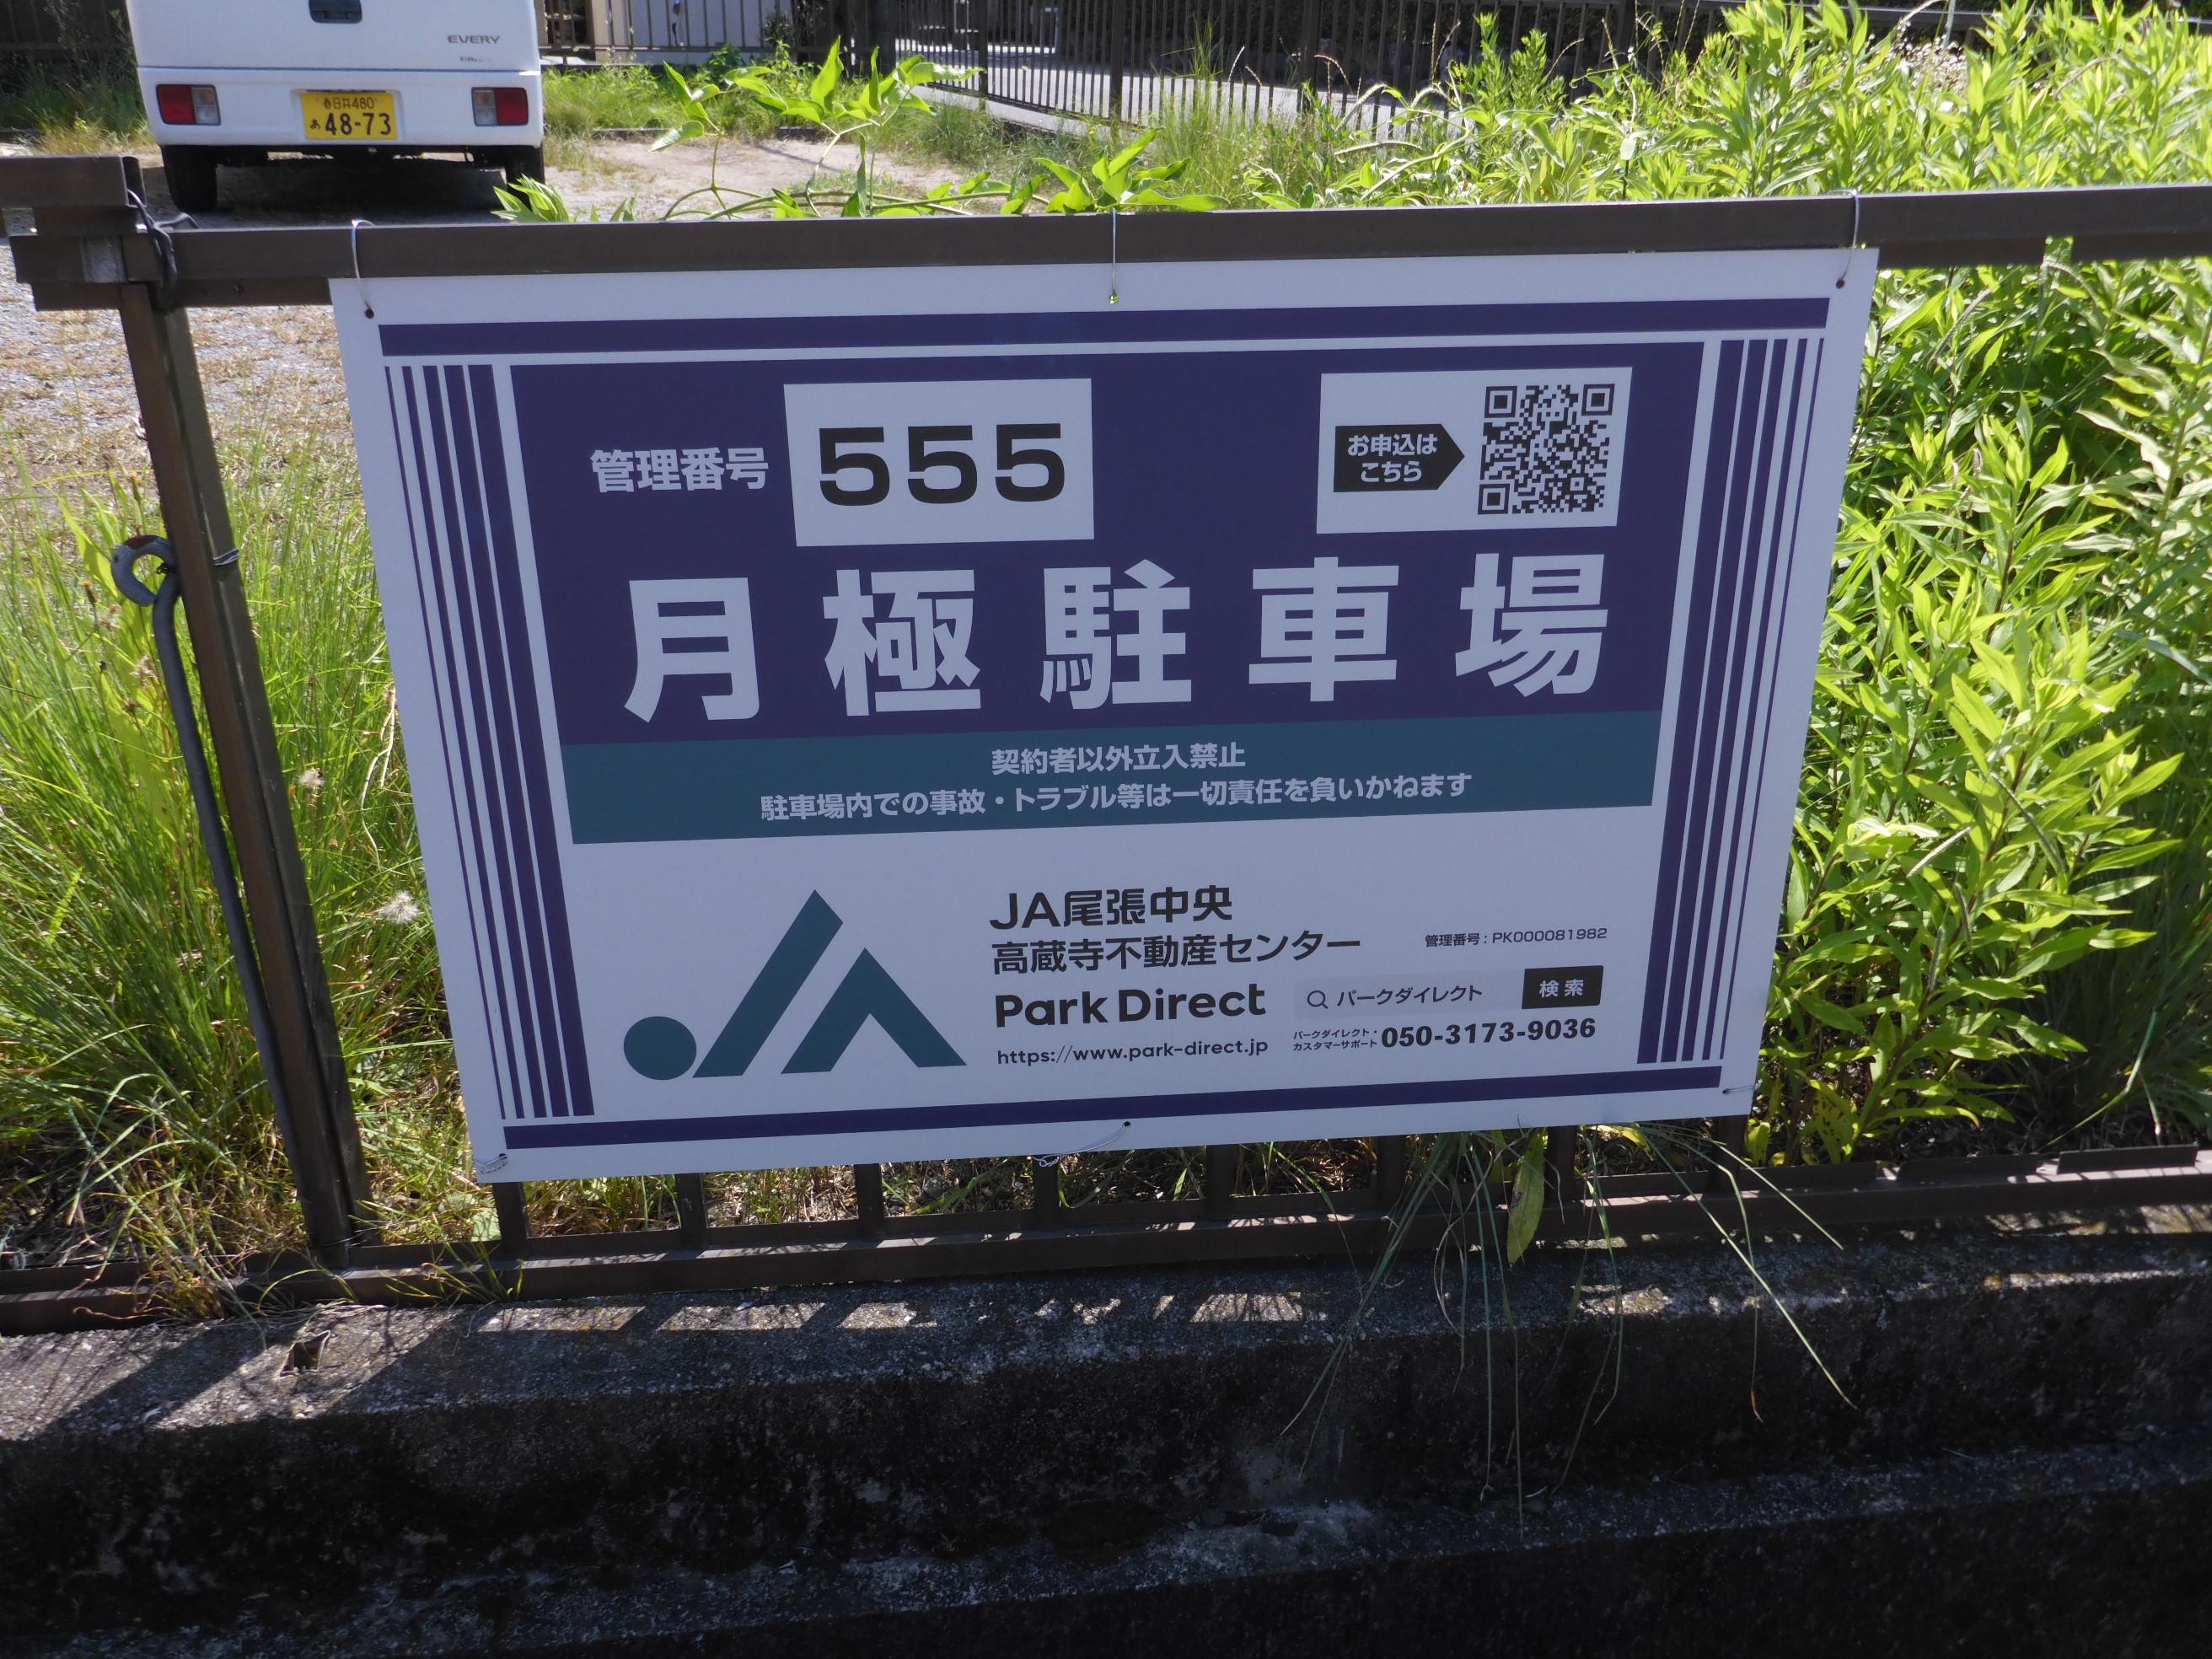 EVERY
春日井480
あ48-73
管理番号 555
お申込は
こちら
月極駐車場
契約者以外立入禁止
駐車場内での事故・トラブル等は一切責任を負いかねます
JA尾張中央
高蔵寺不動産センター
管理番号：PK000081982
Park Direct
パークダイレクト 検索
https://www.park-direct.jp
パークダイレクト・
カスタマーサポート 050-3173-9036